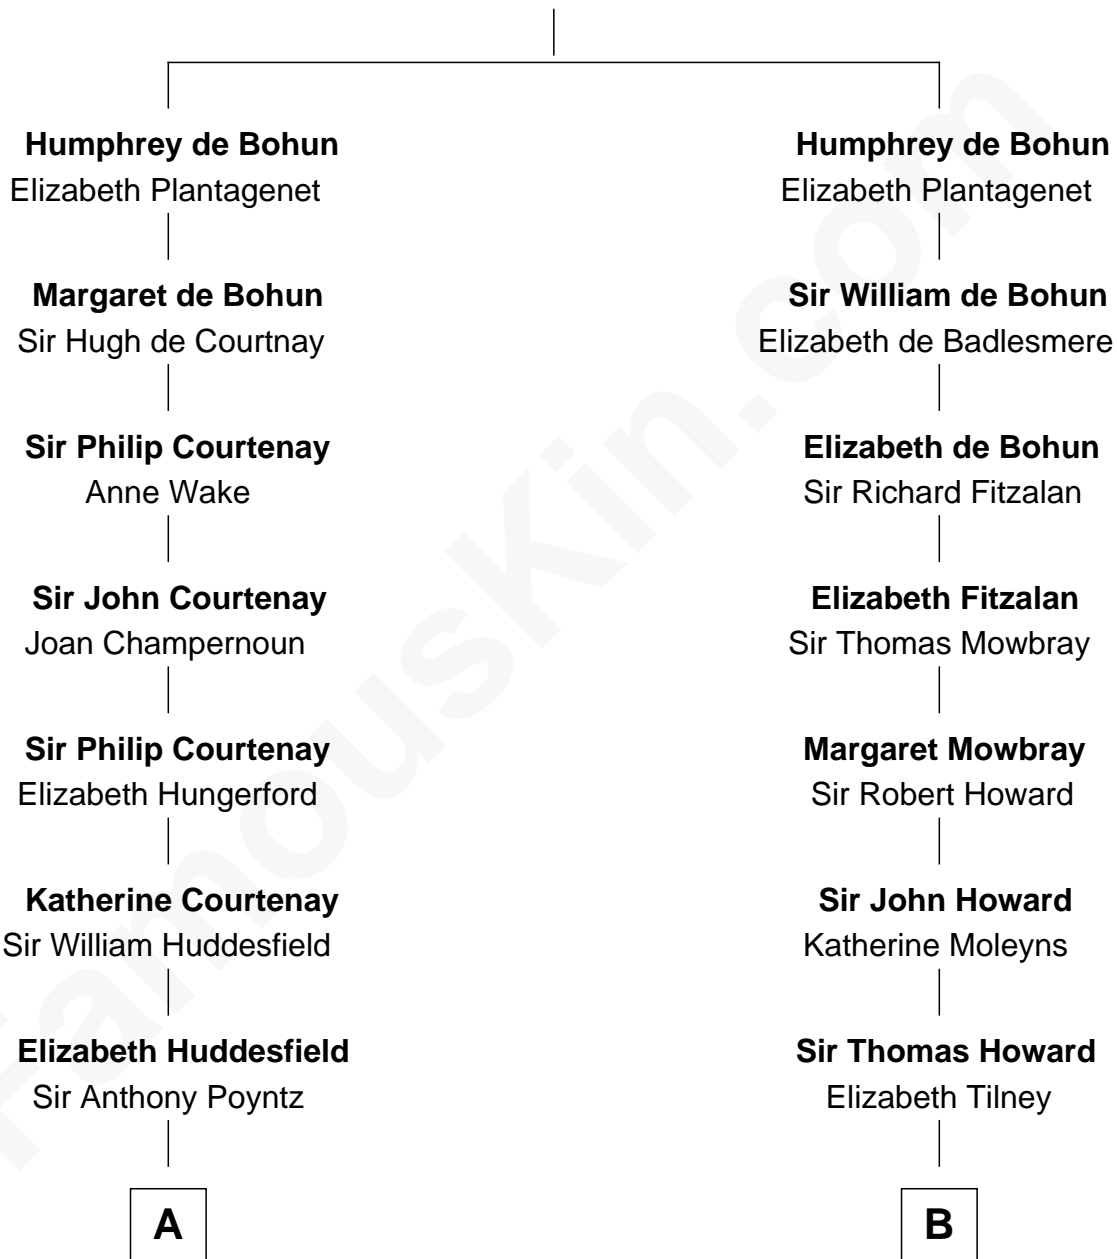 Humphrey de Bohun
Elizabeth Plantagenet
Margaret de Bohun
Sir Hugh de Courtnay
Sir Philip Courtenay
Anne Wake
Sir John Courtenay
Joan Champernoun
Sir Philip Courtenay
Elizabeth Hungerford
Katherine Courtenay
Sir William Huddesfield
Elizabeth Huddesfield
Sir Anthony Poyntz
A
Humphrey de Bohun
Elizabeth Plantagenet
Sir William de Bohun
Elizabeth de Badlesmere
Elizabeth de Bohun
Sir Richard Fitzalan
Elizabeth Fitzalan
Sir Thomas Mowbray
Margaret Mowbray
Sir Robert Howard
Sir John Howard
Katherine Moleyns
Sir Thomas Howard
Elizabeth Tilney
B
FamousKin.com